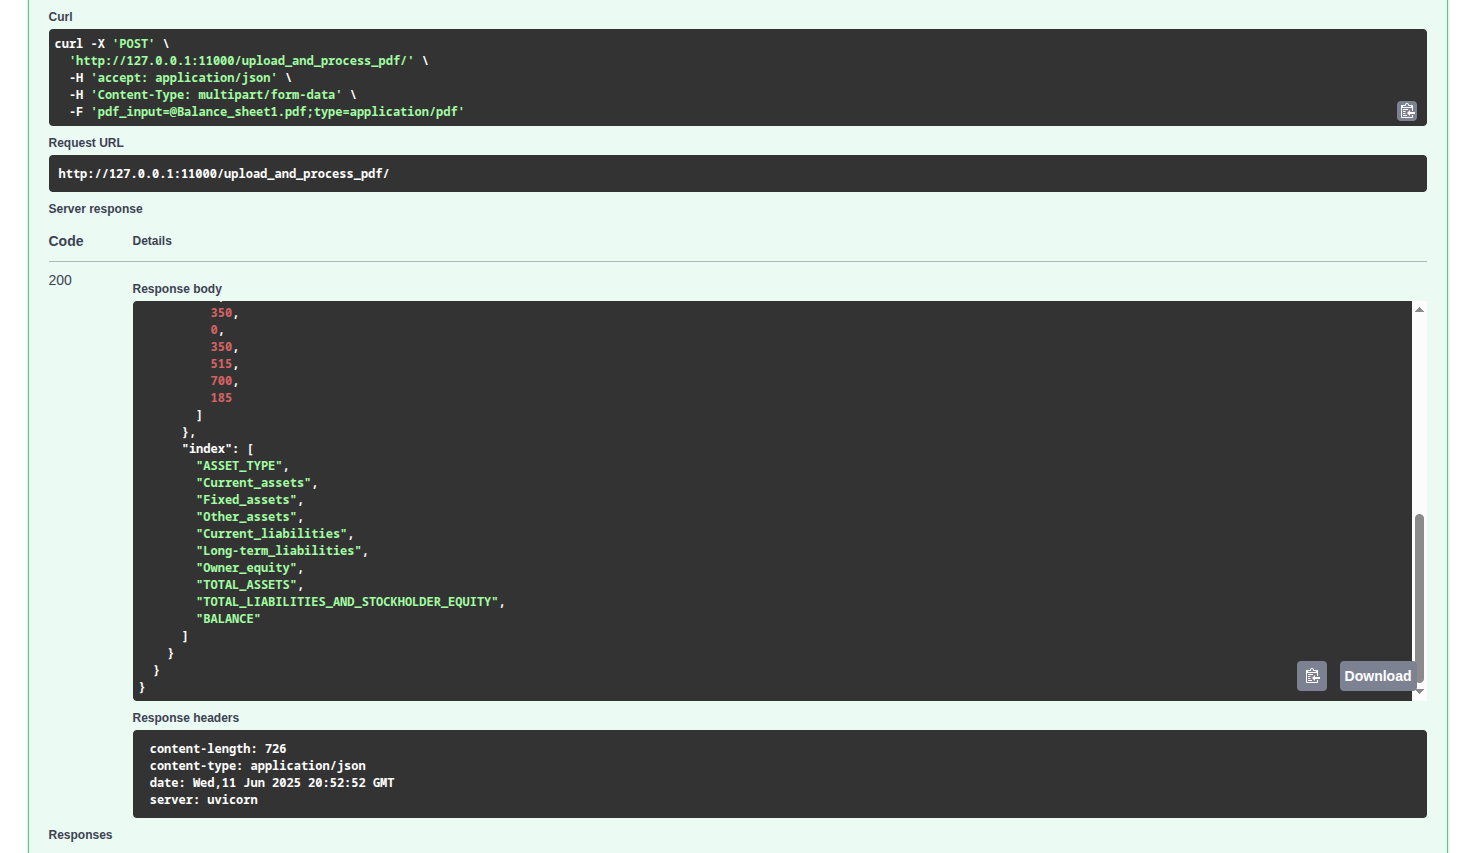 Curl
curl -X 'POST' \
'http://127.0.0.1:11000/upload_and_process_pdf/' \
-H 'accept: application/json' \
-H 'Content-Type: multipart/form-data' \
-F 'pdf_input=@Balance_sheet1.pdf;type=application/pdf'
Request URL
http://127.0.0.1:11000/upload_and_process_pdf/
Server response
Code Details
200
Response body
350,
0,
350,
515,
700,
185
]
},
"index": [
"ASSET_TYPE",
"Current_assets",
"Fixed_assets",
"Other_assets",
"Current_liabilities",
"Long-term_liabilities",
"Owner_equity",
"TOTAL_ASSETS",
"TOTAL_LIABILITIES_AND_STOCKHOLDER_EQUITY",
"BALANCE"
]
}
}
}
Download
Response headers
content-length: 726
content-type: application/json
date: Wed,11 Jun 2025 20:52:52 GMT
server: uvicorn
Responses